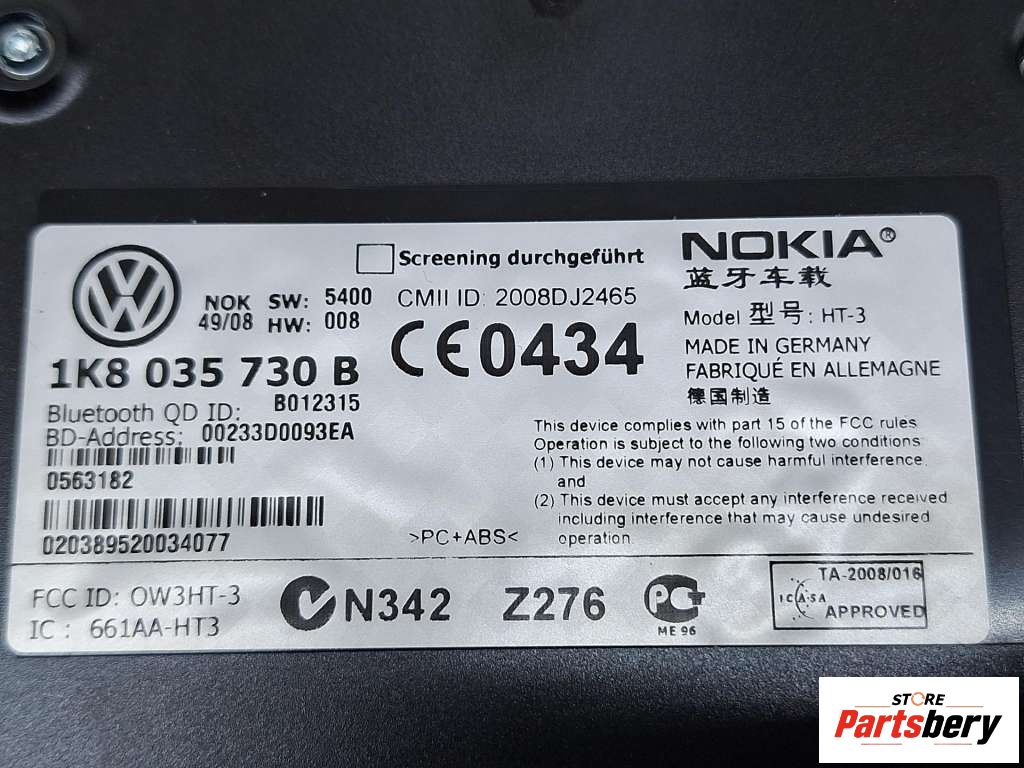 VW
Screening durchgeführt
NOKIA®
蓝牙车载
NOK SW: 5400
49/08 HW: 008
CMII ID: 2008DJ2465
Model 型号: HT-3
CE0434
MADE IN GERMANY
FABRIQUÉ EN ALLEMAGNE
德国制造
1K8 035 730 B
Bluetooth QD ID: B012315
BD-Address: 00233D0093EA
0563182
020389520034077
>PC+ABS<
This device complies with part 15 of the FCC rules
Operation is subject to the following two conditions
(1) This device may not cause harmful interference,
and
(2) This device must accept any interference received
including interference that may cause undesired
operation.
FCC ID: OW3HT-3
IC : 661AA-HT3
N342
Z276
PCT
ME 96
TA-2008/016
ICASA
APPROVED
STORE
Partsbery